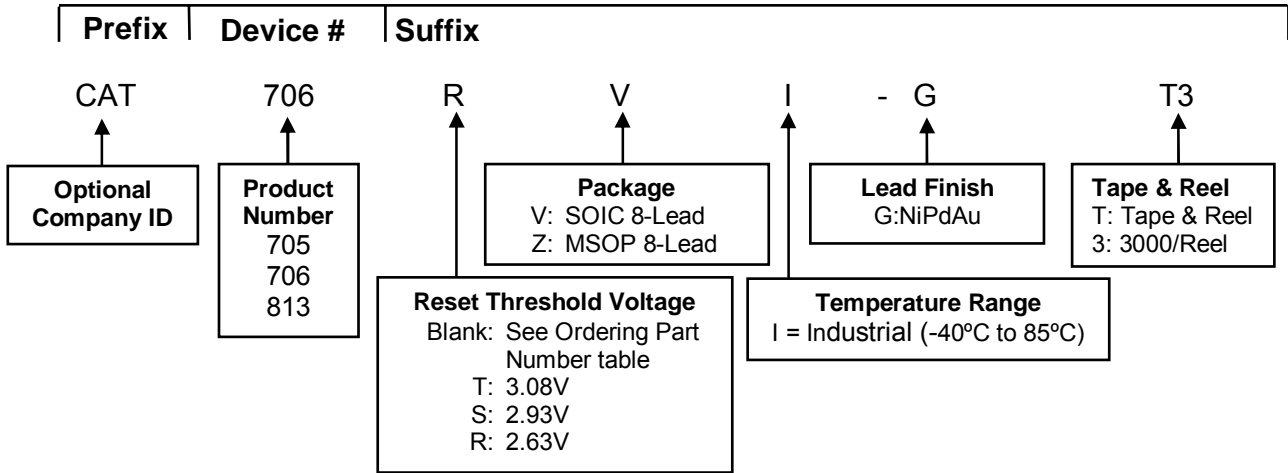 Prefix Device # Suffix
CAT 706 R V I - G T3
Optional
Company ID
Product
Number
705
706
813
Package
V: SOIC 8-Lead
Z: MSOP 8-Lead
Lead Finish
G:NiPdAu
Tape & Reel
T: Tape & Reel
3: 3000/Reel
Reset Threshold Voltage
Blank: See Ordering Part
Number table
T: 3.08V
S: 2.93V
R: 2.63V
Temperature Range
I = Industrial (-40ºC to 85ºC)